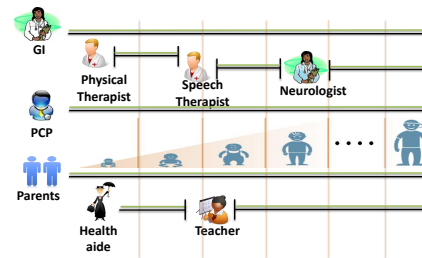 GI
Physical
Therapist
Speech
Therapist
Neurologist
PCP
Parents
Health
aide
Teacher